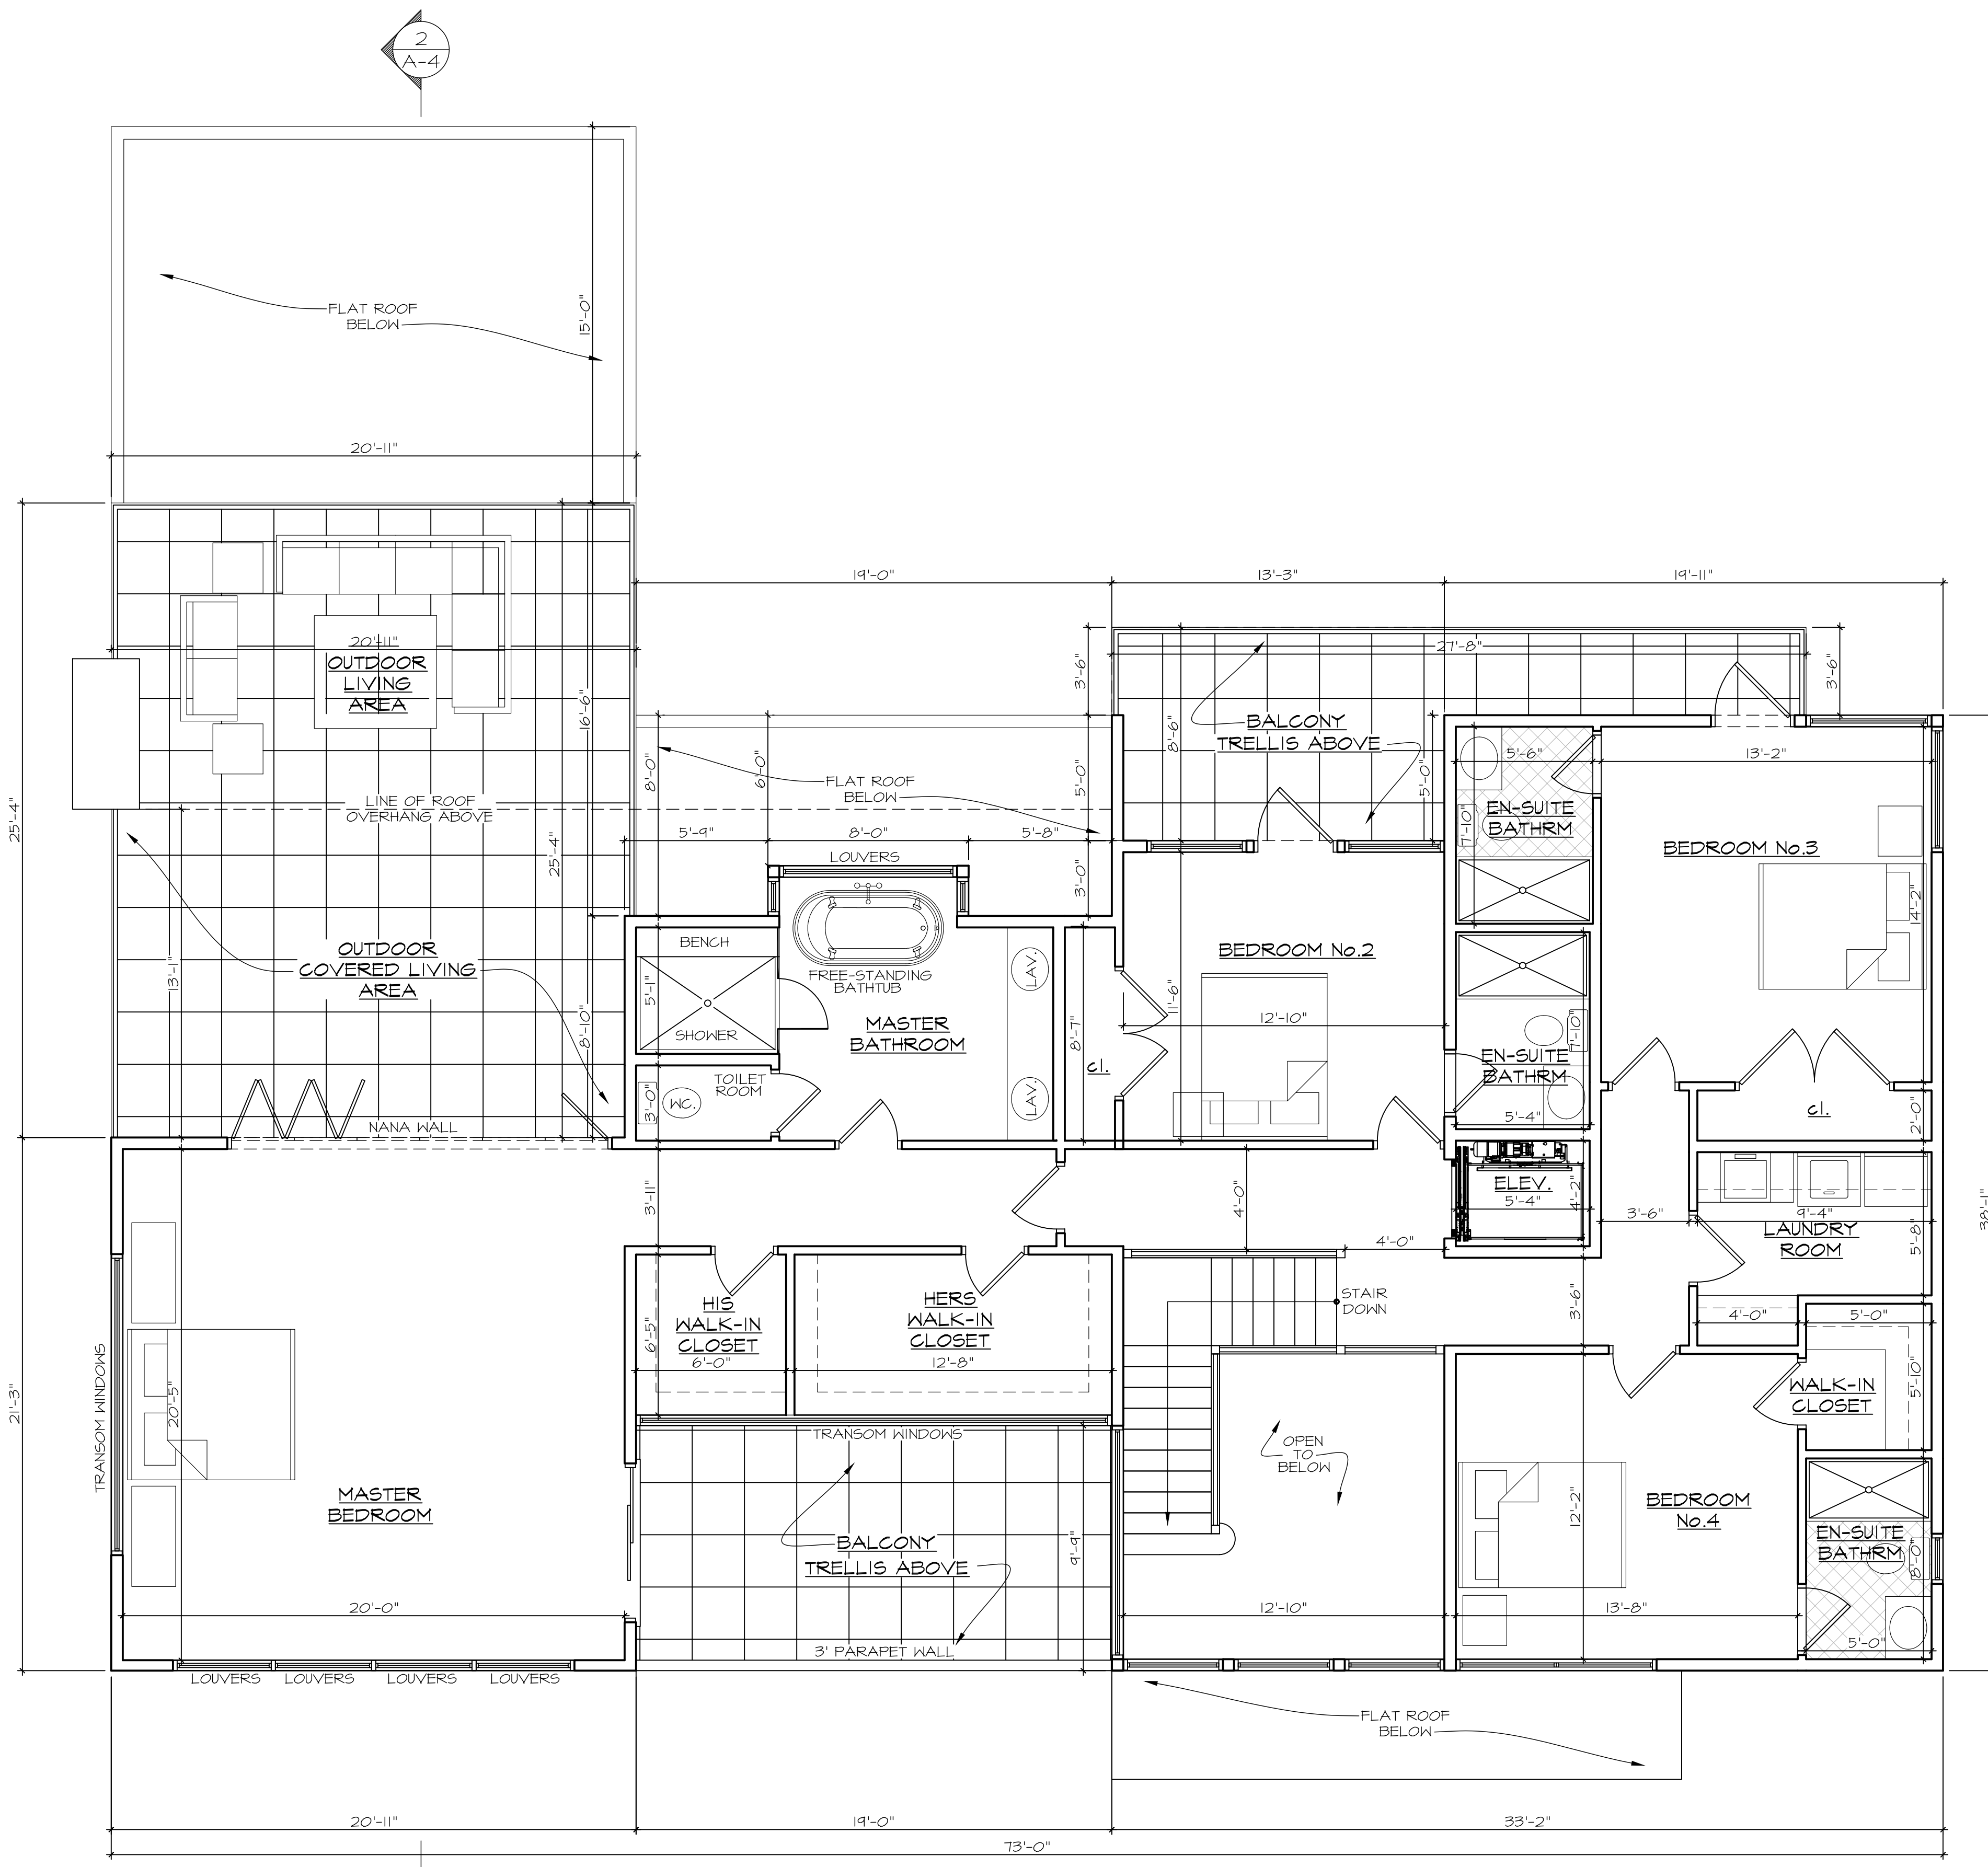 2
A-4
FLAT ROOF
BELOW
15'-0"
20'-11"
19'-0"
13'-3"
19'-11"
20'-11"
OUTDOOR
LIVING
AREA
16'-6"
3'-6"
27'-8"
3'-6"
25'-4"
LINE OF ROOF
OVERHANG ABOVE
25'-4"
8'-0"
6'-0"
FLAT ROOF
BELOW
5'-0"
8'-6"
BALCONY
TRELLIS ABOVE
5'-0"
5'-6"
13'-2"
EN-SUITE
BATHRM
7'-10"
BEDROOM No.3
14'-2"
5'-9"
8'-0"
5'-8"
LOUVERS
3'-0"
OUTDOOR
COVERED LIVING
AREA
13'-1"
8'-10"
BENCH
5'-1"
SHOWER
FREE-STANDING
BATHTUB
LAV.
MASTER
BATHROOM
8'-7"
cl.
BEDROOM No.2
11'-6"
12'-10"
EN-SUITE
BATHRM
7'-10"
5'-4"
TOILET
ROOM
WC.
3'-0"
LAV.
NANA WALL
cl.
2'-0"
3'-11"
4'-0"
ELEV.
5'-4"
4'-2"
4'-0"
3'-6"
9'-4"
LAUNDRY
ROOM
5'-8"
38'-1"
21'-3"
TRANSOM WINDOWS
20'-5"
HIS
WALK-IN
CLOSET
6'-0"
6'-5"
HERS
WALK-IN
CLOSET
12'-8"
STAIR
DOWN
3'-6"
4'-0"
5'-0"
WALK-IN
CLOSET
5'-10"
TRANSOM WINDOWS
OPEN
TO
BELOW
MASTER
BEDROOM
BALCONY
TRELLIS ABOVE
9'-9"
12'-2"
BEDROOM
No.4
EN-SUITE
BATHRM
8'-0"
20'-0"
12'-10"
13'-8"
5'-0"
3' PARAPET WALL
LOUVERS
LOUVERS
LOUVERS
LOUVERS
FLAT ROOF
BELOW
20'-11"
19'-0"
33'-2"
73'-0"